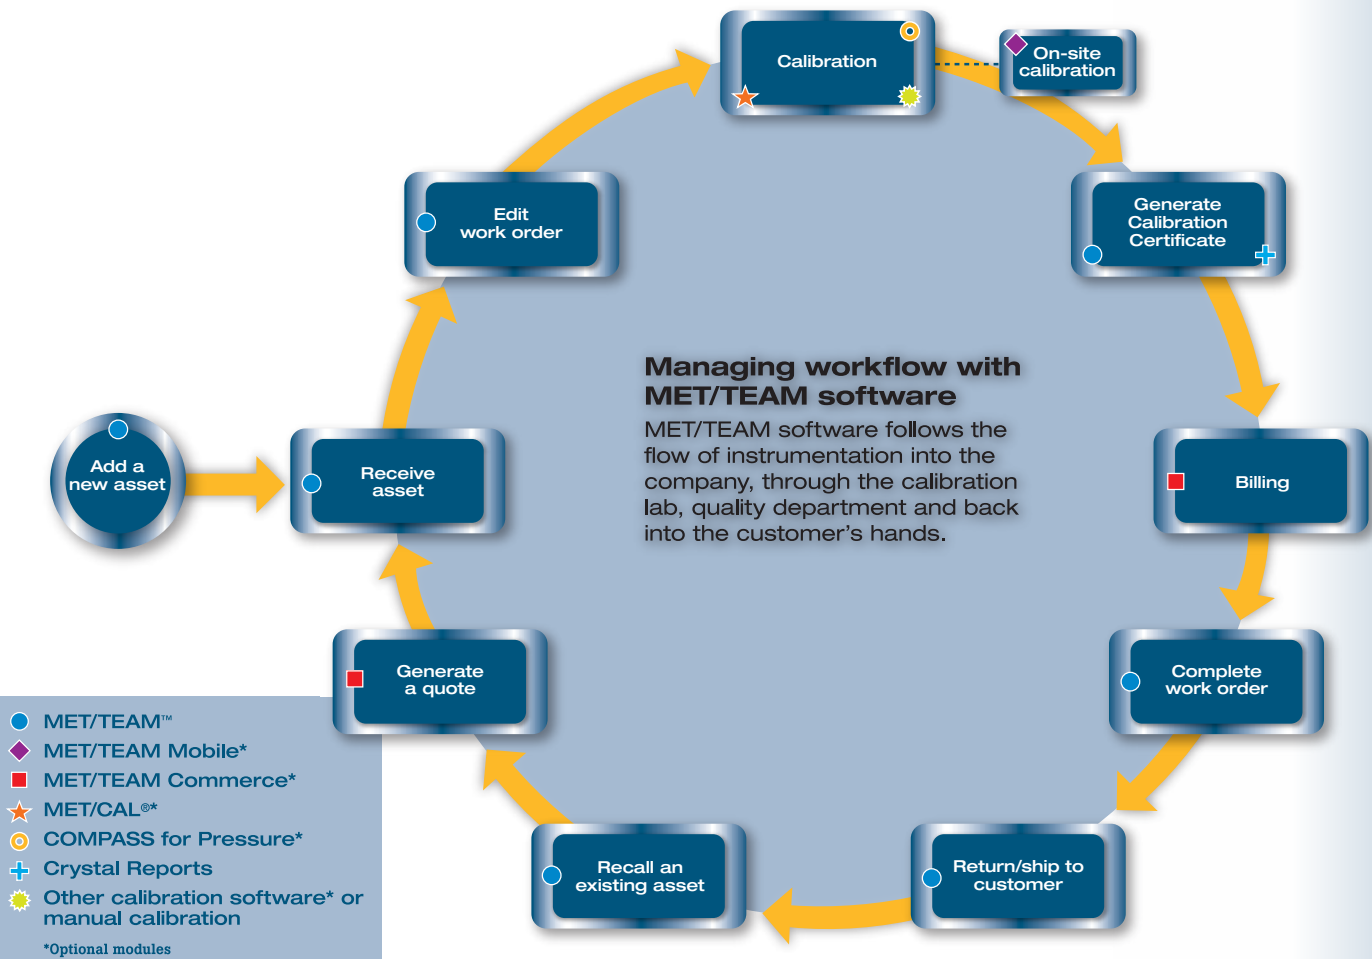 Calibration
On-site
calibration
Edit
work order
Generate
Calibration
Certificate
Managing workflow with
MET/TEAM software
MET/TEAM software follows the
flow of instrumentation into the
company, through the calibration
lab, quality department and back
into the customer's hands.
Add a
new asset
Receive
asset
Billing
Generate
a quote
Complete
work order
Recall an
existing asset
Return/ship to
customer
MET/TEAM™
MET/TEAM Mobile*
MET/TEAM Commerce*
MET/CAL®*
COMPASS for Pressure*
Crystal Reports
Other calibration software* or
manual calibration
*Optional modules